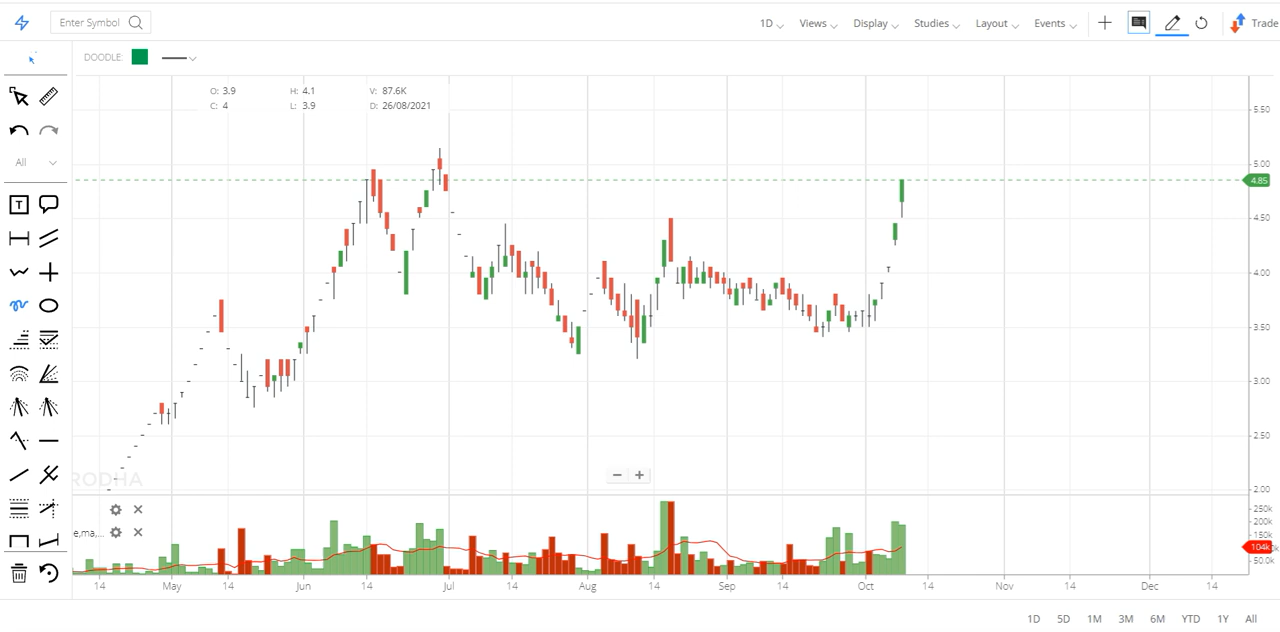 Enter Symbol 1D Views Display Studies Layout Events Trade
DOODLE:
O: 3.9 H: 4.1 V: 87.6K
C: 4 L: 3.9 D: 26/08/2021
All
T
5.50
5.00
4.85
4.50
4.00
3.50
3.00
2.50
2.00
RODHA
e,ma,...
250k
200k
150k
104k
50.0k
14 May 14 Jun 14 Jul 14 Aug 14 Sep 14 Oct 14 Nov 14 Dec 14
1D 5D 1M 3M 6M YTD 1Y All